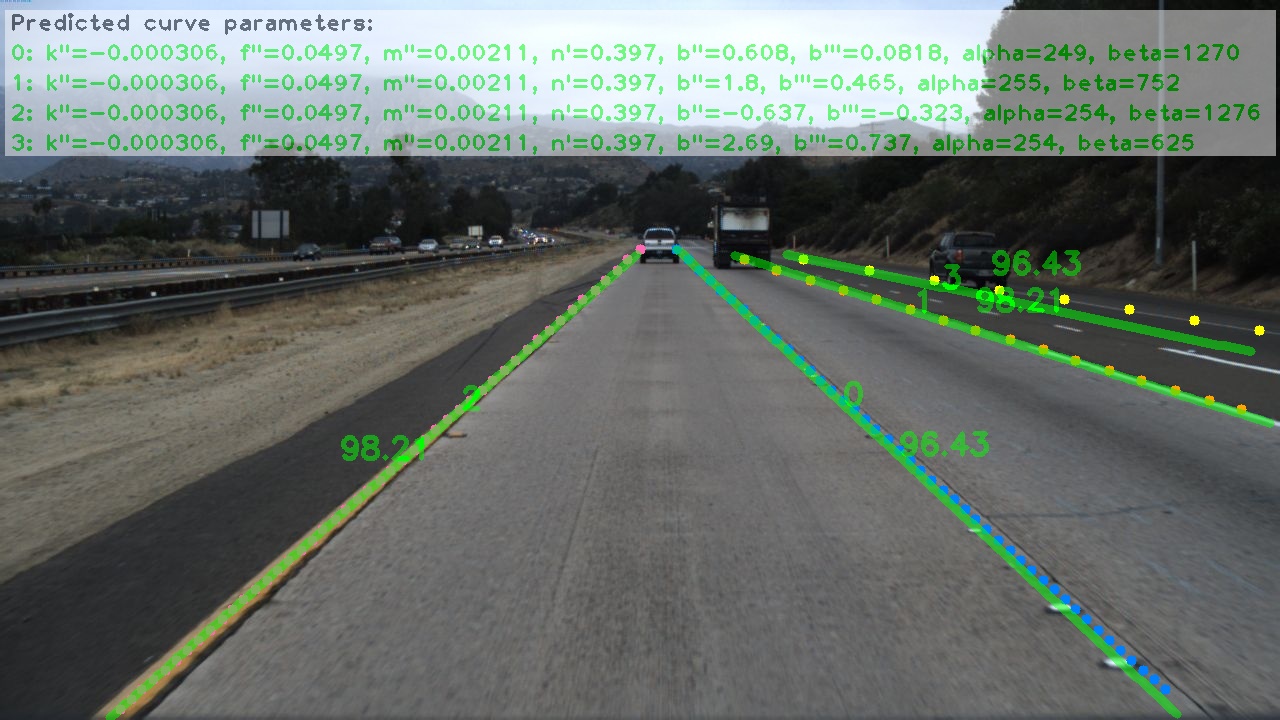 Predicted curve parameters:
0: k''=-0.000306, f''=0.0497, m''=0.00211, n'=0.397, b''=0.608, b'''=0.0818, alpha=249, beta=1270
1: k''=-0.000306, f''=0.0497, m''=0.00211, n'=0.397, b''=1.8, b'''=0.465, alpha=255, beta=752
2: k''=-0.000306, f''=0.0497, m''=0.00211, n'=0.397, b''=-0.637, b'''=-0.323, alpha=254, beta=1276
3: k''=-0.000306, f''=0.0497, m''=0.00211, n'=0.397, b''=2.69, b'''=0.737, alpha=254, beta=625
3 96.43
1 98.21
2 0
98.21 96.43